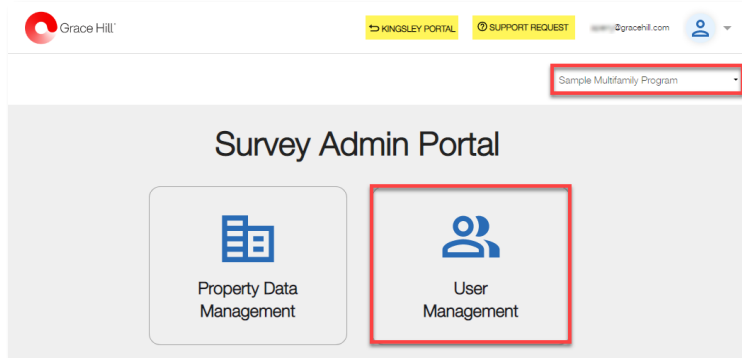 Grace Hill
KINGSLEY PORTAL
SUPPORT REQUEST
@gracehill.com
Sample Multifamily Program
Survey Admin Portal
Property Data
Management
User
Management